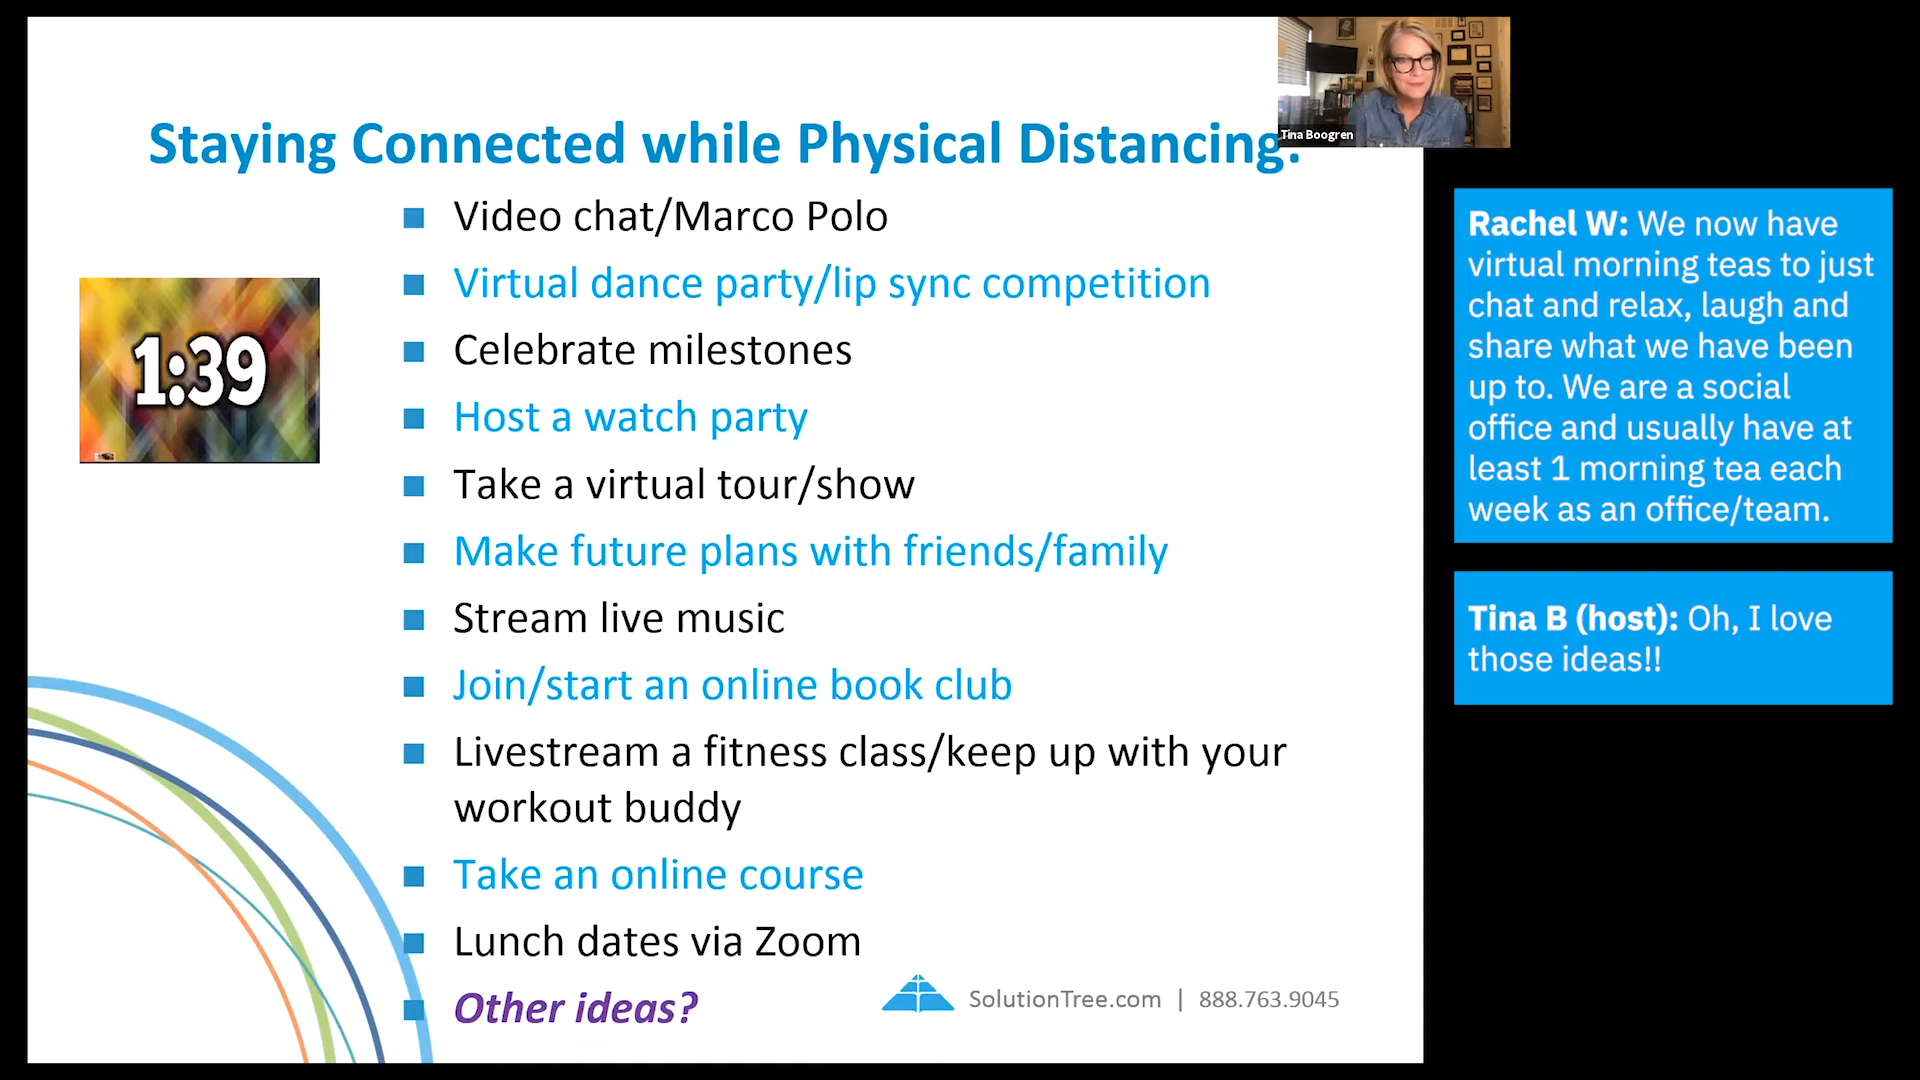 Staying Connected while Physical Distancing:
Tina Boogren
Video chat/Marco Polo
Virtual dance party/lip sync competition
Celebrate milestones
Host a watch party
Take a virtual tour/show
Make future plans with friends/family
Stream live music
Join/start an online book club
Livestream a fitness class/keep up with your
workout buddy
Take an online course
Lunch dates via Zoom
Other ideas?
1:39
SolutionTree.com | 888.763.9045
Rachel W: We now have
virtual morning teas to just
chat and relax, laugh and
share what we have been
up to. We are a social
office and usually have at
least 1 morning tea each
week as an office/team.
Tina B (host): Oh, I love
those ideas!!